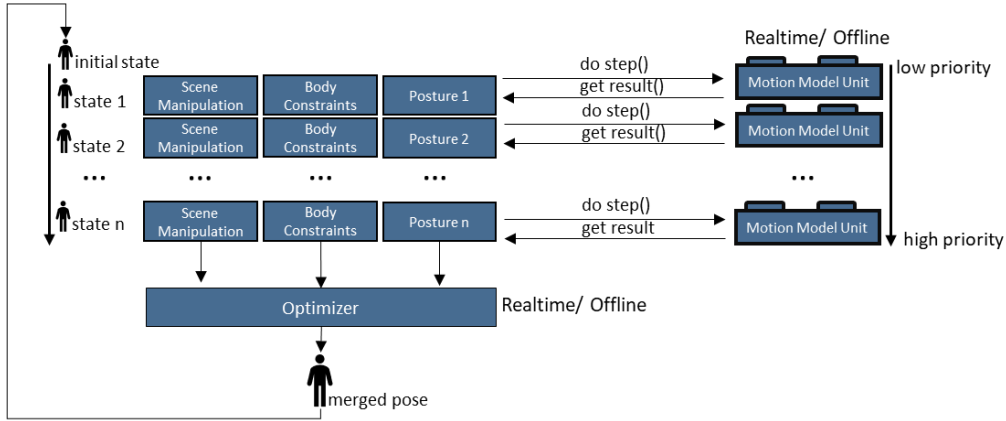 Realtime/ Offline
initial state
do step()
low priority
Scene
Manipulation
Body
Constraints
Posture 1
get result()
Motion Model Unit
state 1
do step()
Scene
Manipulation
Body
Constraints
Posture 2
get result()
Motion Model Unit
state 2
...
...
...
...
...
do step()
Scene
Manipulation
Body
Constraints
Posture n
get result
Motion Model Unit
state n
high priority
Optimizer
Realtime/ Offline
merged pose